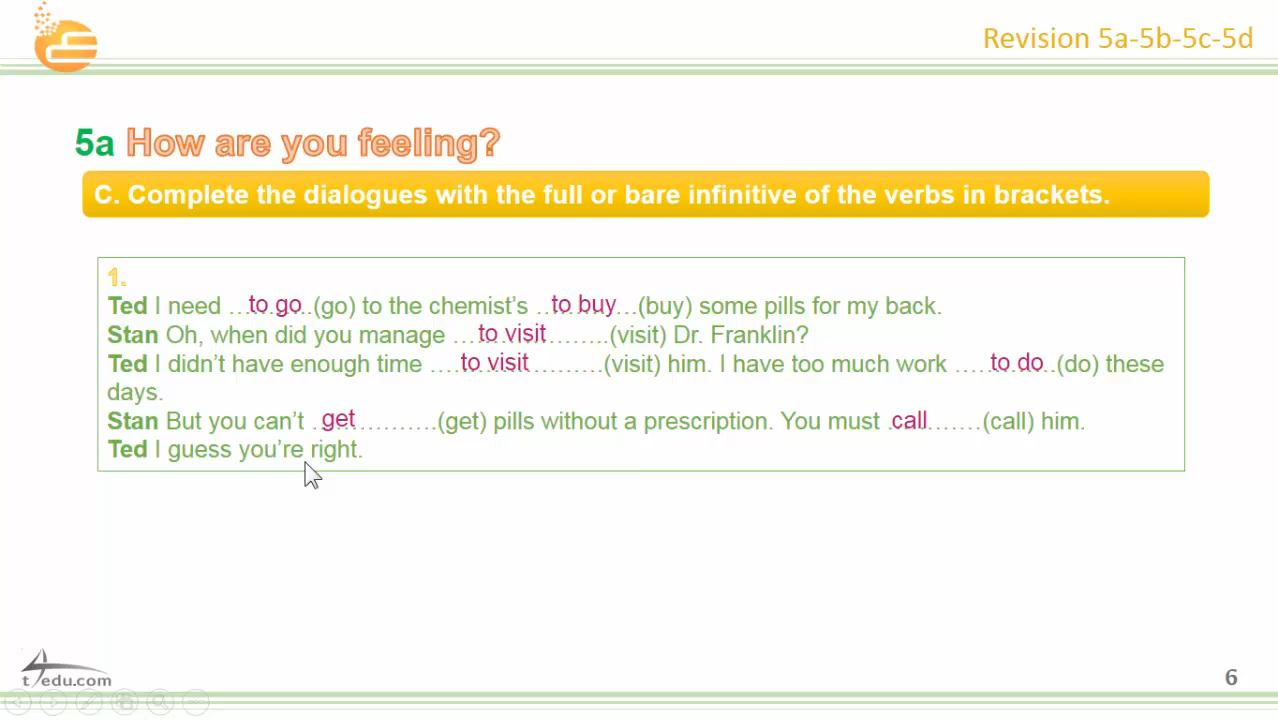 Revision 5a-5b-5c-5d
5a How are you feeling?
C. Complete the dialogues with the full or bare infinitive of the verbs in brackets.
1.
Ted I need …to go…(go) to the chemist's …to buy…(buy) some pills for my back.
Stan Oh, when did you manage …to visit……..(visit) Dr. Franklin?
Ted I didn't have enough time ….to visit……….(visit) him. I have too much work …..to do..(do) these
days.
Stan But you can't ..get………….(get) pills without a prescription. You must .call…….(call) him.
Ted I guess you're right.
t4edu.com
6